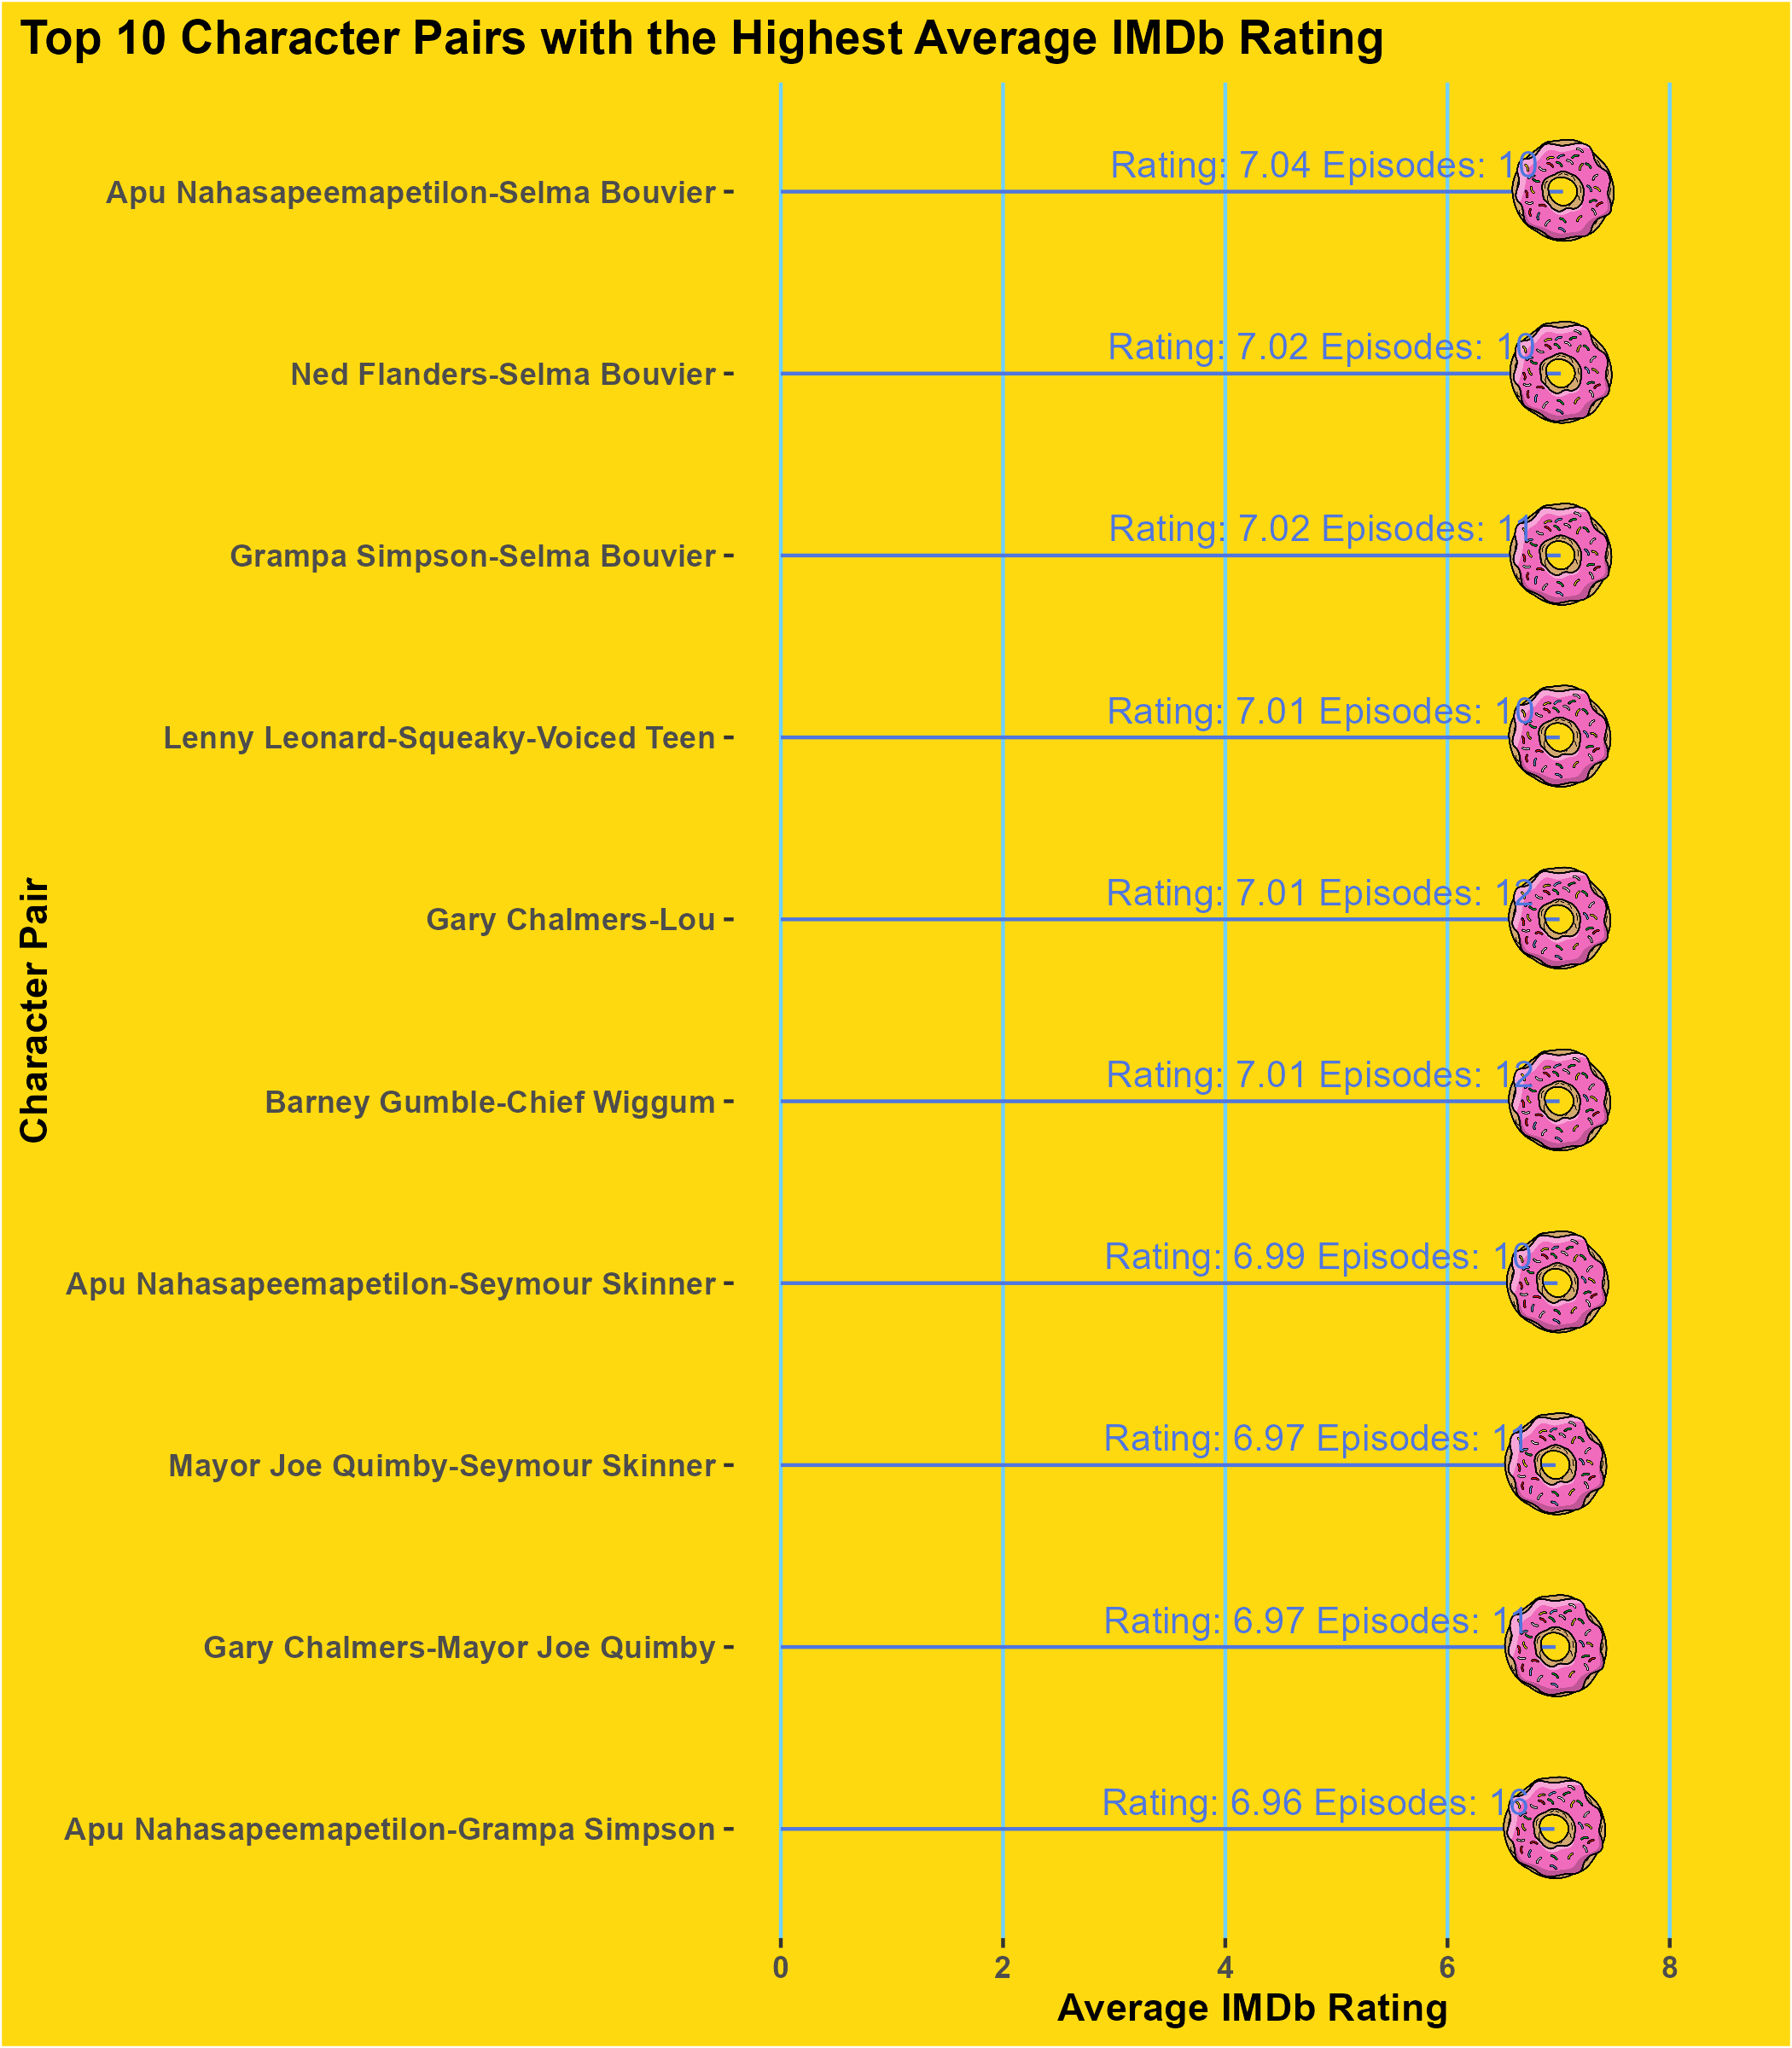 Top 10 Character Pairs with the Highest Average IMDb Rating
Apu Nahasapeemapetilon-Selma Bouvier
Rating: 7.04 Episodes: 10
Ned Flanders-Selma Bouvier
Rating: 7.02 Episodes: 10
Grampa Simpson-Selma Bouvier
Rating: 7.02 Episodes: 11
Lenny Leonard-Squeaky-Voiced Teen
Rating: 7.01 Episodes: 10
Gary Chalmers-Lou
Rating: 7.01 Episodes: 12
Barney Gumble-Chief Wiggum
Rating: 7.01 Episodes: 12
Apu Nahasapeemapetilon-Seymour Skinner
Rating: 6.99 Episodes: 10
Mayor Joe Quimby-Seymour Skinner
Rating: 6.97 Episodes: 11
Gary Chalmers-Mayor Joe Quimby
Rating: 6.97 Episodes: 11
Apu Nahasapeemapetilon-Grampa Simpson
Rating: 6.96 Episodes: 16
Character Pair
0 2 4 6 8
Average IMDb Rating